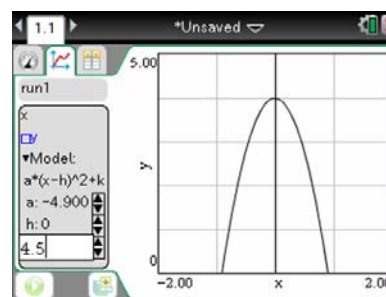 1.1
*Unsaved
run1
x
y
▾Model:
a*(x-h)^2+k
a: -4.900
h: 0
4.5
5.00
y
0
-2.00
x
2.0